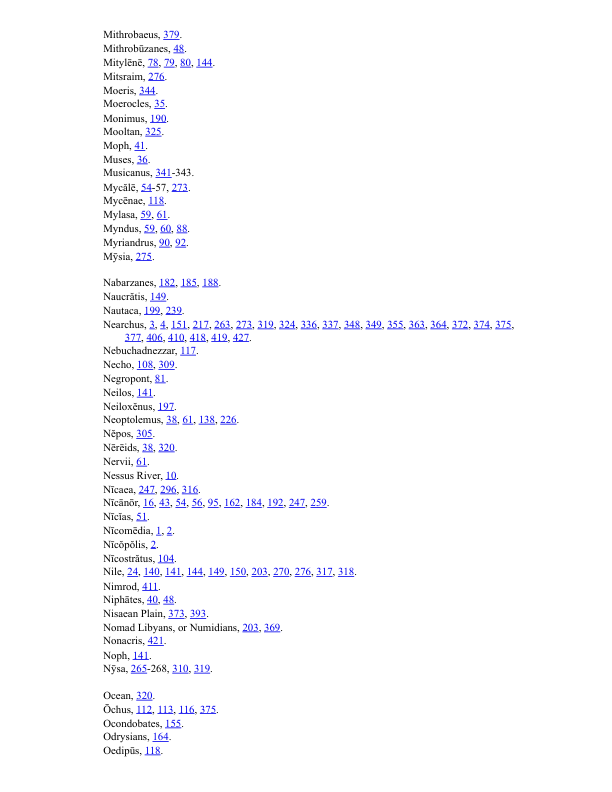 Mithrobaeus, 379.
Mithrobūzanes, 48.
Mitylēnē, 78, 79, 80, 144.
Mitsraim, 276.
Moeris, 344.
Moerocles, 35.
Monimus, 190.
Mooltan, 325.
Moph, 41.
Muses, 36.
Musicanus, 341-343.
Mycălē, 54-57, 273.
Mycēnae, 118.
Mylasa, 59, 61.
Myndus, 59, 60, 88.
Myriandrus, 90, 92.
Mȳsia, 275.

Nabarzanes, 182, 185, 188.
Naucrătis, 149.
Nautaca, 199, 239.
Nearchus, 3, 4, 151, 217, 263, 273, 319, 324, 336, 337, 348, 349, 355, 363, 364, 372, 374, 375,
377, 406, 410, 418, 419, 427.
Nebuchadnezzar, 117.
Necho, 108, 309.
Negropont, 81.
Neilos, 141.
Neiloxēnus, 197.
Neoptolemus, 38, 61, 138, 226.
Nĕpos, 305.
Nērēids, 38, 320.
Nervii, 61.
Nessus River, 10.
Nīcaea, 247, 296, 316.
Nīcānōr, 16, 43, 54, 56, 95, 162, 184, 192, 247, 259.
Nīcīas, 51.
Nīcomēdia, 1, 2.
Nīcŏpŏlis, 2.
Nīcostrātus, 104.
Nile, 24, 140, 141, 144, 149, 150, 203, 270, 276, 317, 318.
Nimrod, 411.
Niphātes, 40, 48.
Nisaean Plain, 373, 393.
Nomad Libyans, or Numidians, 203, 369.
Nonacris, 421.
Noph, 141.
Nȳsa, 265-268, 310, 319.

Ocean, 320.
Ōchus, 112, 113, 116, 375.
Ocondobates, 155.
Odrysians, 164.
Oedipūs, 118.